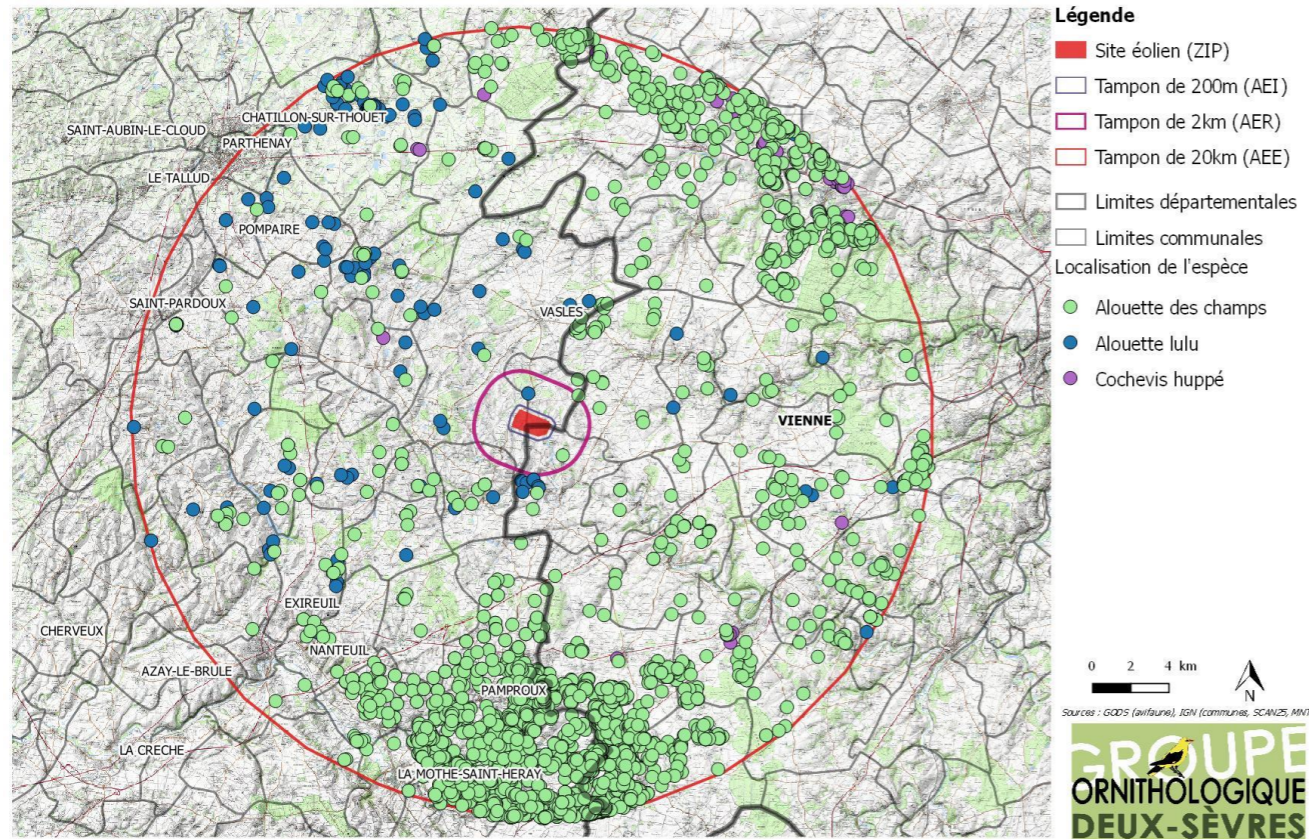 SAINT-AUBIN-LE-CLOUD
CHATILLON-SUR-THOUET
PARTHENAY
LE TALLUD
POMPAIRE
SAINT-PARDOUX
VASLES
VIENNE
EXIREUIL
CHERVEUX
NANTEUIL
AZAY-LE-BRULE
PAMPROUX
LA CRECHE
LA MOTHE-SAINT-HERAY
Légende
Site éolien (ZIP)
Tampon de 200m (AEI)
Tampon de 2km (AER)
Tampon de 20km (AEE)
Limites départementales
Limites communales
Localisation de l'espèce
Alouette des champs
Alouette lulu
Cochevis huppé
0 2 4 km
N
Sources : GODS (avifaune), IGN (communes, SCAN25, MNT
GROUPE
ORNITHOLOGIQUE
DEUX-SÈVRES